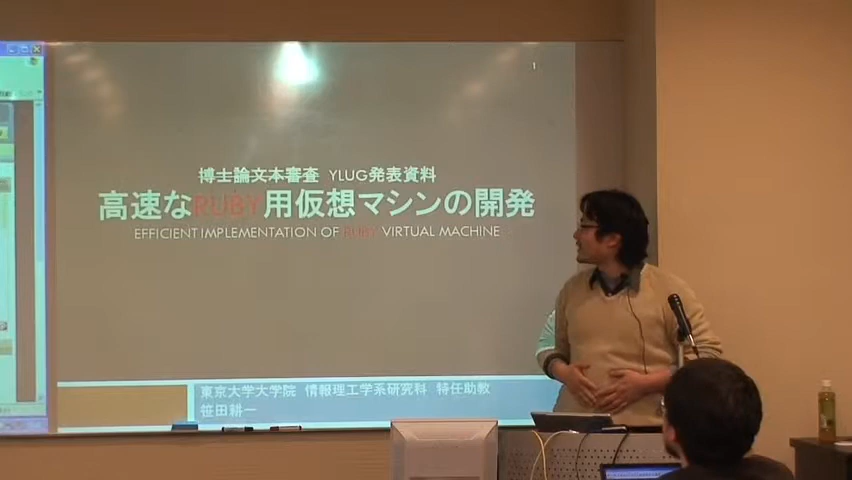 1
博士論文本審査 YLUG発表資料
高速なRUBY用仮想マシンの開発
EFFICIENT IMPLEMENTATION OF RUBY VIRTUAL MACHINE
東京大学大学院 情報理工学系研究科 特任助教
笹田耕一